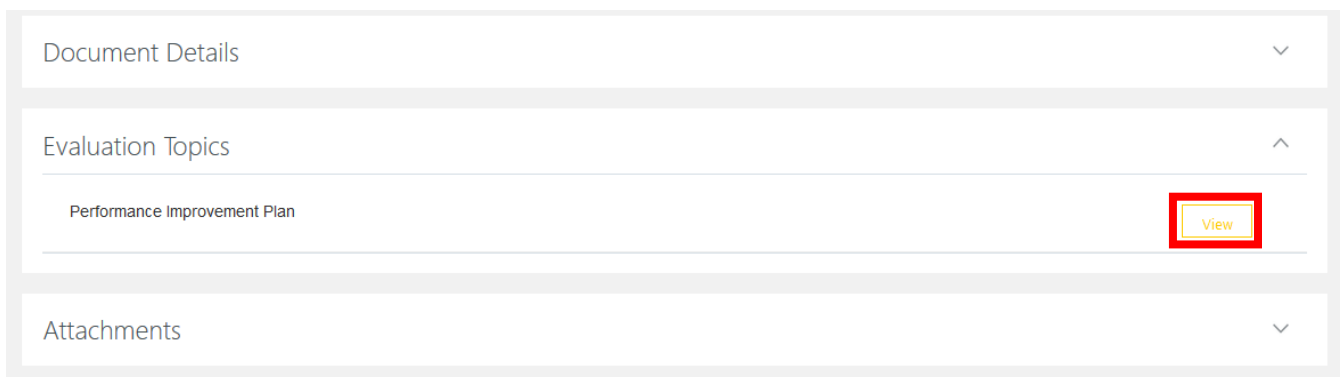 Document Details
Evaluation Topics
Performance Improvement Plan
View
Attachments